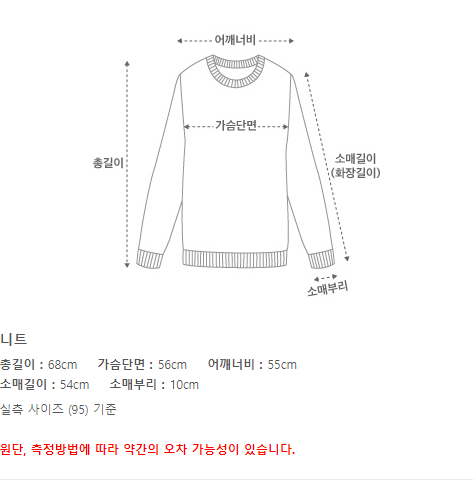 어깨너비
가슴단면
총길이
소매길이
(화장길이)
소매부리
니트
총길이 : 68cm 가슴단면 : 56cm 어깨너비 : 55cm
소매길이 : 54cm 소매부리 : 10cm
실측 사이즈 (95) 기준
원단, 측정방법에 따라 약간의 오차 가능성이 있습니다.